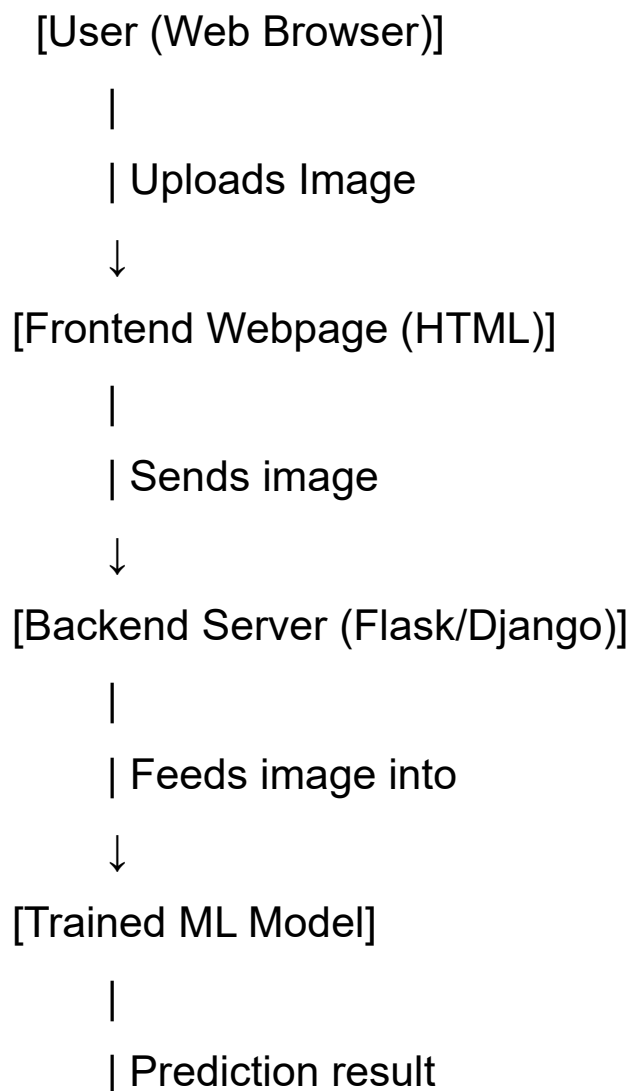 [User (Web Browser)]
|
| Uploads Image
↓
[Frontend Webpage (HTML)]
|
| Sends image
↓
[Backend Server (Flask/Django)]
|
| Feeds image into
↓
[Trained ML Model]
|
| Prediction result